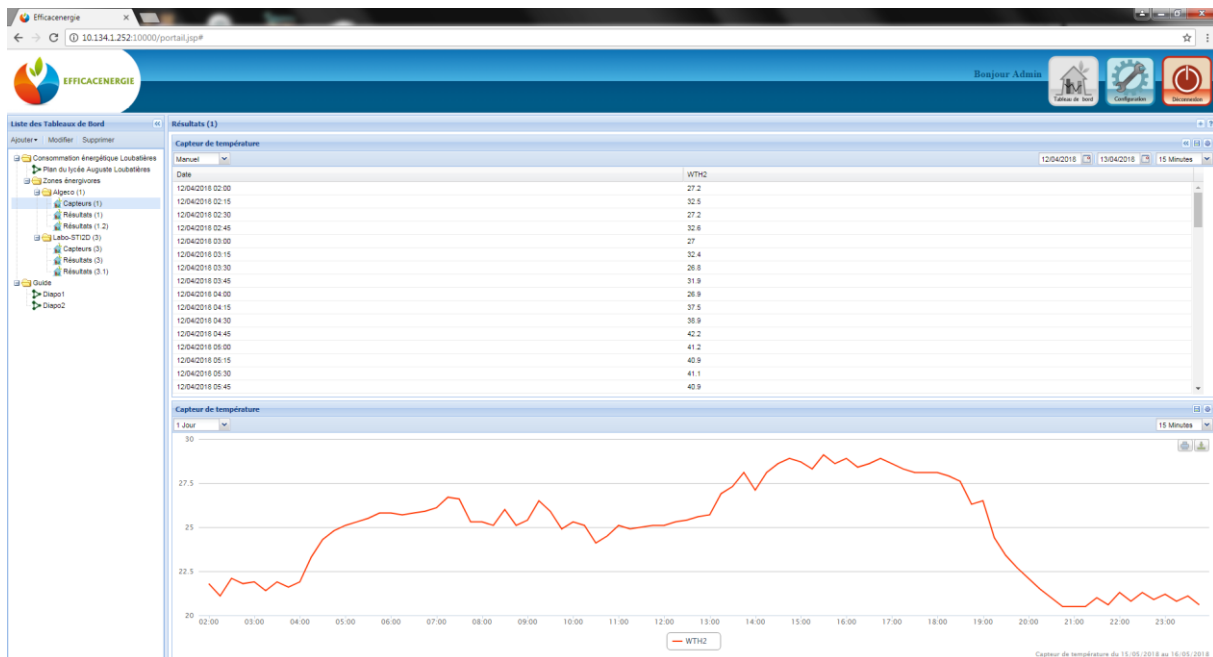 Efficacenergie
10.134.1.252:10000/portail.jsp#
EFFICACENERGIE
Bonjour Admin
Tableau de bord
Configuration
Déconnexion
Liste des Tableaux de Bord
Ajouter
Modifier
Supprimer
Consommation énergétique Loubatières
Plan du lycée Auguste Loubatières
Zones énergivores
Algeco (1)
Capteurs (1)
Résultats (1)
Résultats (1.2)
Labo-STI2D (3)
Capteurs (3)
Résultats (3)
Résultats (3.1)
Guide
Diapo1
Diapo2
Résultats (1)
Capteur de température
Manuel
12/04/2018
13/04/2018
15 Minutes
Date WTH2
12/04/2018 02:00 27.2
12/04/2018 02:15 32.5
12/04/2018 02:30 27.2
12/04/2018 02:45 32.6
12/04/2018 03:00 27
12/04/2018 03:15 32.4
12/04/2018 03:30 26.8
12/04/2018 03:45 31.9
12/04/2018 04:00 26.9
12/04/2018 04:15 37.5
12/04/2018 04:30 38.9
12/04/2018 04:45 42.2
12/04/2018 05:00 41.2
12/04/2018 05:15 40.9
12/04/2018 05:30 41.1
12/04/2018 05:45 40.9
Capteur de température
1 Jour
15 Minutes
30
27.5
25
22.5
20
02:00 03:00 04:00 05:00 06:00 07:00 08:00 09:00 10:00 11:00 12:00 13:00 14:00 15:00 16:00 17:00 18:00 19:00 20:00 21:00 22:00 23:00
WTH2
Capteur de température du 15/05/2018 au 16/05/2018